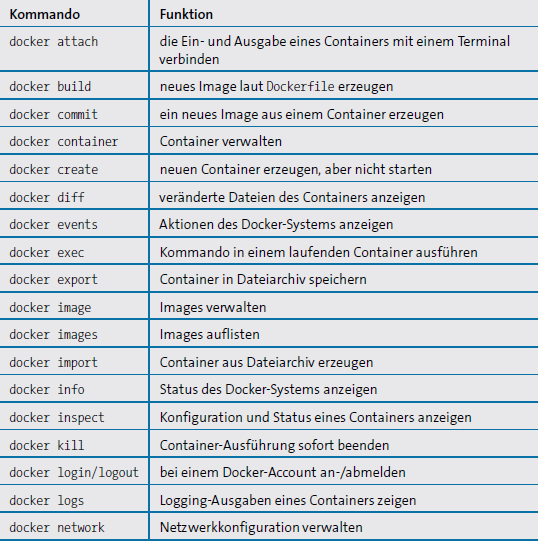 Kommando Funktion
docker attach die Ein- und Ausgabe eines Containers mit einem Terminal
verbinden
docker build neues Image laut Dockerfile erzeugen
docker commit ein neues Image aus einem Container erzeugen
docker container Container verwalten
docker create neuen Container erzeugen, aber nicht starten
docker diff veränderte Dateien des Containers anzeigen
docker events Aktionen des Docker-Systems anzeigen
docker exec Kommando in einem laufenden Container ausführen
docker export Container in Dateiarchiv speichern
docker image Images verwalten
docker images Images auflisten
docker import Container aus Dateiarchiv erzeugen
docker info Status des Docker-Systems anzeigen
docker inspect Konfiguration und Status eines Containers anzeigen
docker kill Container-Ausführung sofort beenden
docker login/logout bei einem Docker-Account an-/abmelden
docker logs Logging-Ausgaben eines Containers zeigen
docker network Netzwerkkonfiguration verwalten